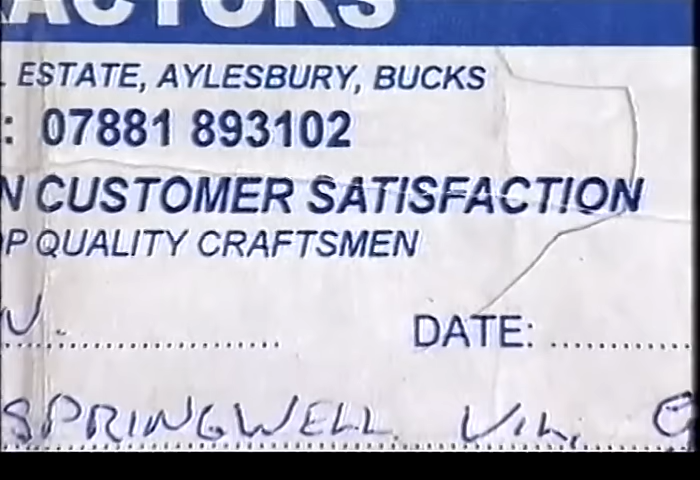 ACTORS
ESTATE, AYLESBURY, BUCKS
: 07881 893102
N CUSTOMER SATISFACTION
P QUALITY CRAFTSMEN
DATE:
SPRINGWELL